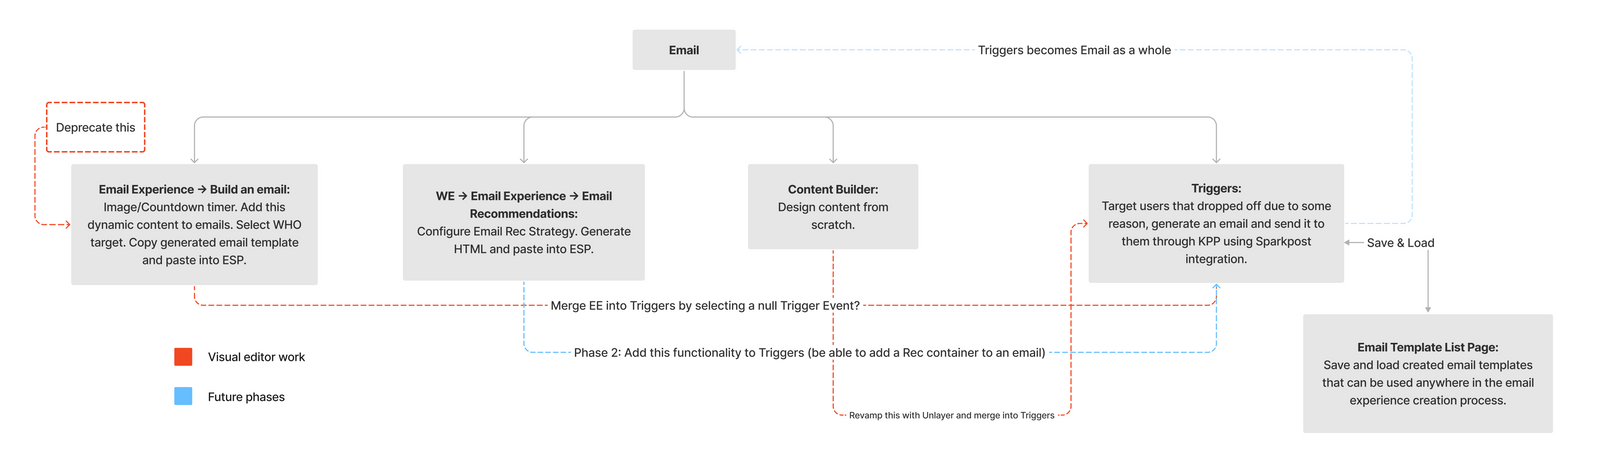 Email
Triggers becomes Email as a whole
Deprecate this
Email Experience → Build an email:
Image/Countdown timer. Add this
dynamic content to emails. Select WHO
target. Copy generated email template
and paste into ESP.
WE → Email Experience → Email
Recommendations:
Configure Email Rec Strategy. Generate
HTML and paste into ESP.
Content Builder:
Design content from
scratch.
Triggers:
Target users that dropped off due to some
reason, generate an email and send it to
them through KPP using Sparkpost
integration.
Save & Load
Merge EE into Triggers by selecting a null Trigger Event?
Phase 2: Add this functionality to Triggers (be able to add a Rec container to an email)
Revamp this with Unlayer and merge into Triggers
Email Template List Page:
Save and load created email templates
that can be used anywhere in the email
experience creation process.
Visual editor work
Future phases